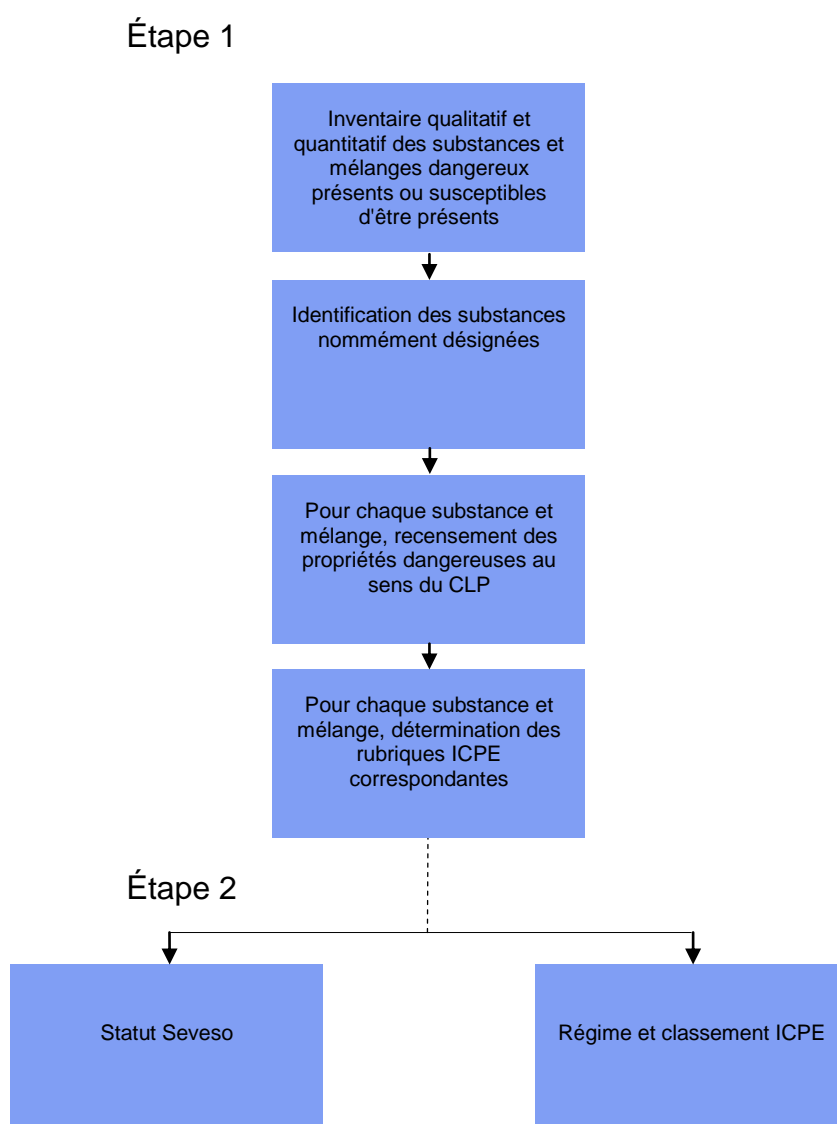 Étape 1
Inventaire qualitatif et
quantitatif des substances et
mélanges dangereux
présents ou susceptibles
d'être présents
Identification des substances
nommément désignées
Pour chaque substance et
mélange, recensement des
propriétés dangereuses au
sens du CLP
Pour chaque substance et
mélange, détermination des
rubriques ICPE
correspondantes
Étape 2
Statut Seveso
Régime et classement ICPE